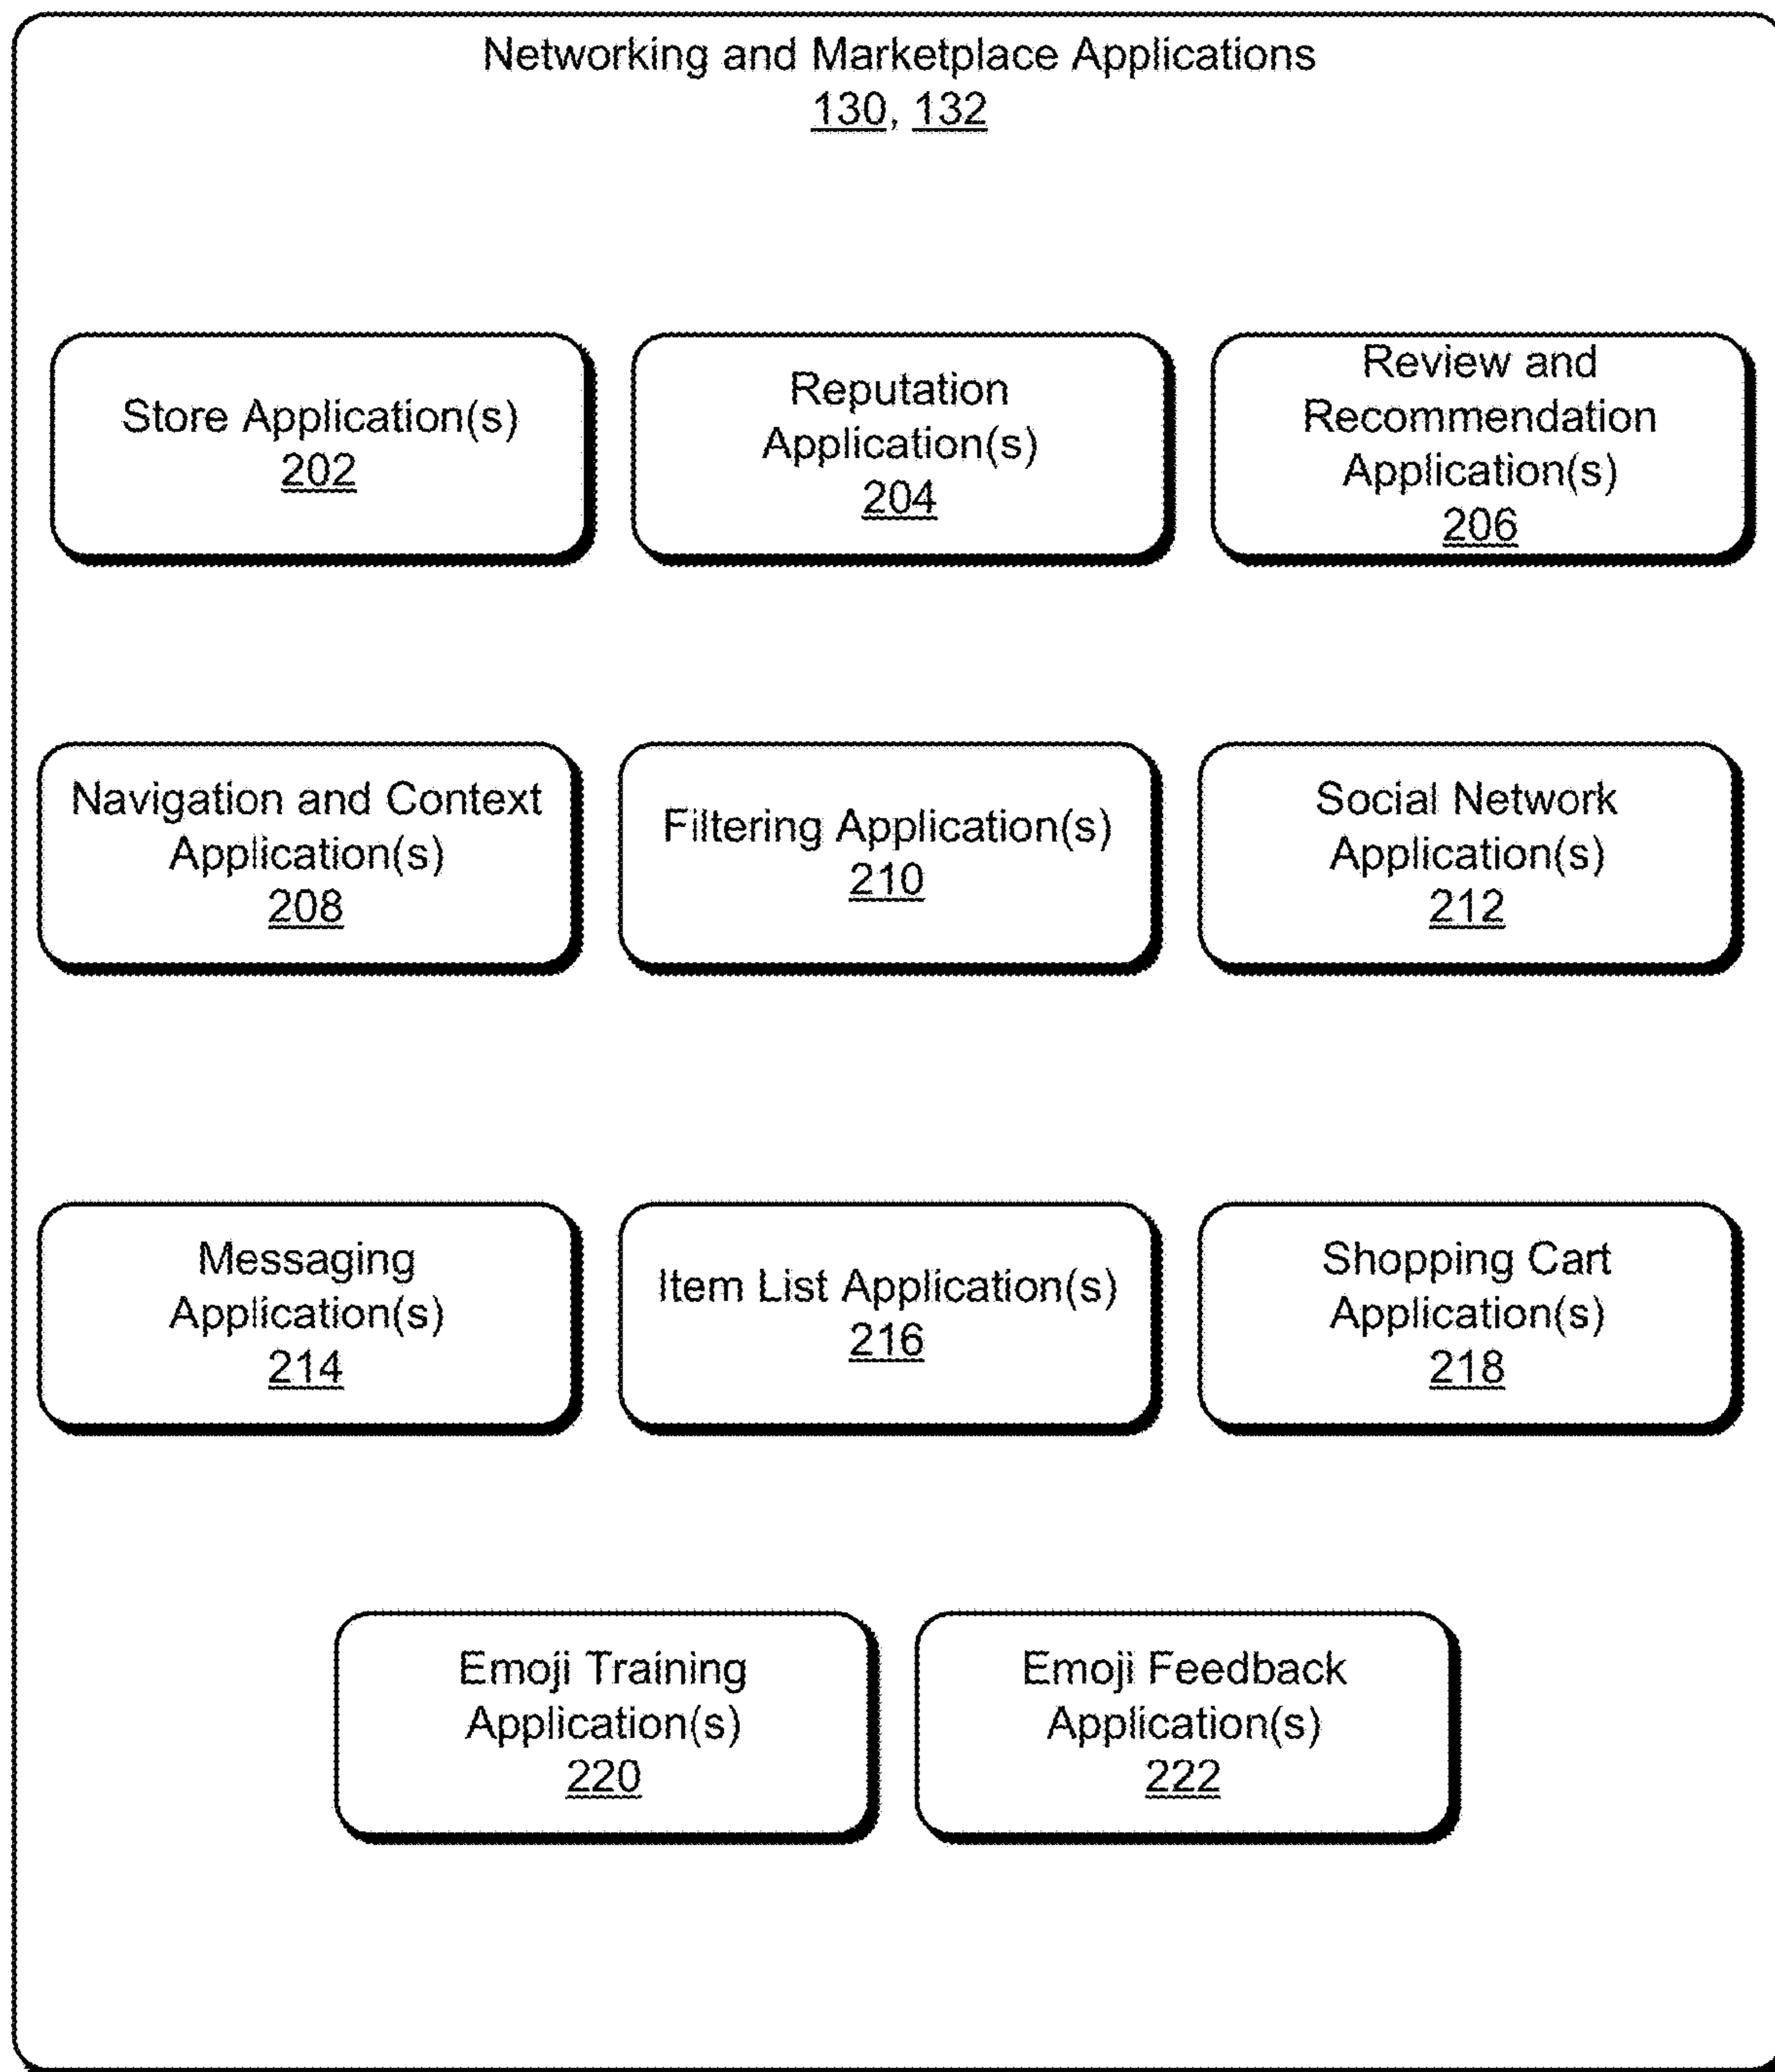 Networking and Marketplace Applications
130, 132
Store Application(s)
202
Reputation
Application(s)
204
Review and
Recommendation
Application(s)
206
Navigation and Context
Application(s)
208
Filtering Application(s)
210
Social Network
Application(s)
212
Messaging
Application(s)
214
Item List Application(s)
216
Shopping Cart
Application(s)
218
Emoji Training
Application(s)
220
Emoji Feedback
Application(s)
222